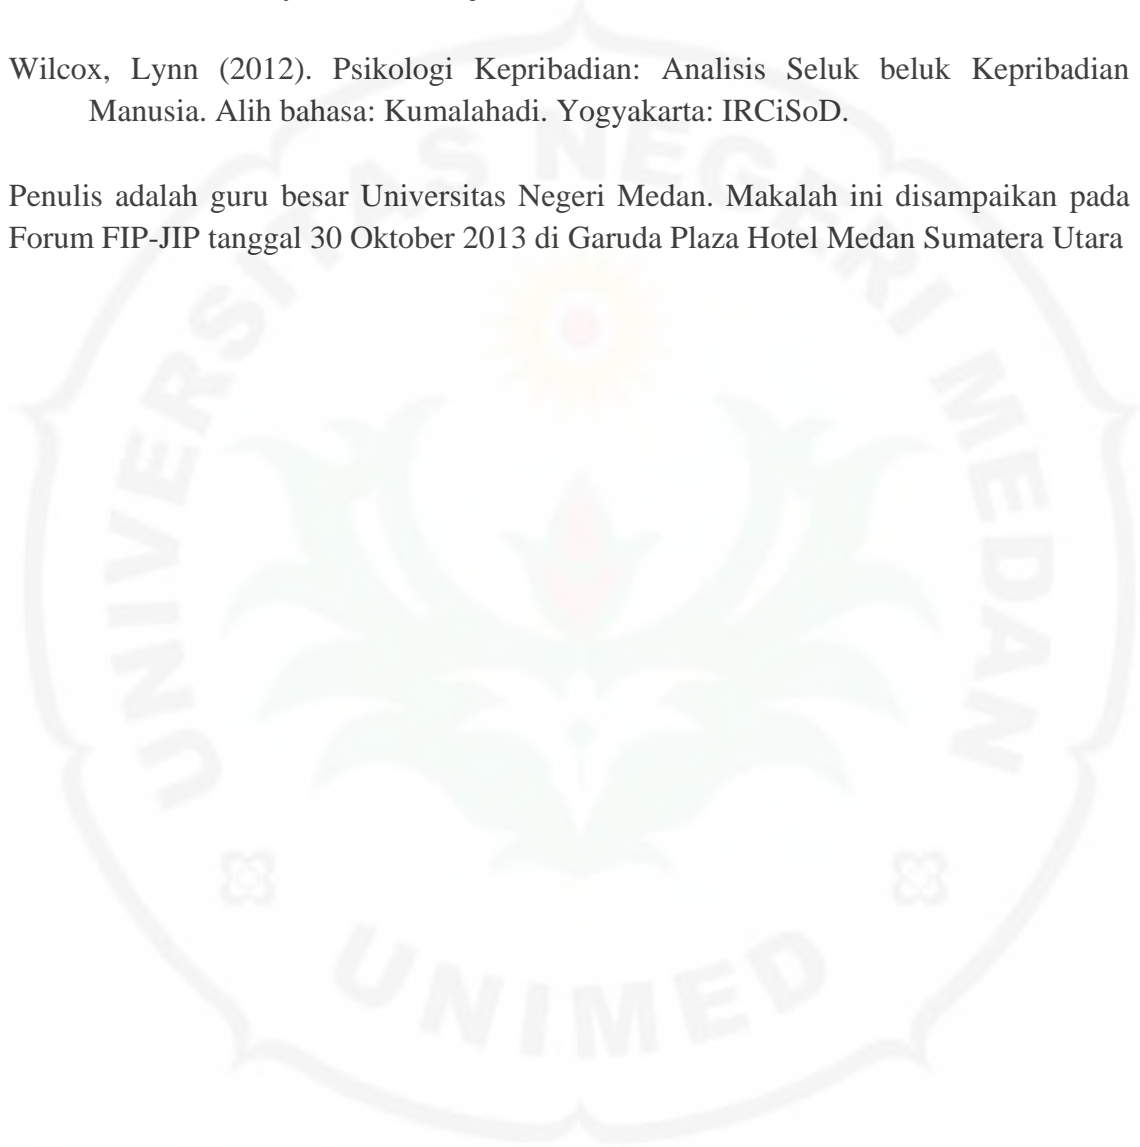 Wilcox, Lynn (2012). Psikologi Kepribadian: Analisis Seluk beluk Kepribadian
Manusia. Alih bahasa: Kumalahadi. Yogyakarta: IRCiSoD.
Penulis adalah guru besar Universitas Negeri Medan. Makalah ini disampaikan pada
Forum FIP-JIP tanggal 30 Oktober 2013 di Garuda Plaza Hotel Medan Sumatera Utara
UNIVERSITAS NEGERI MEDAN
UNIMED